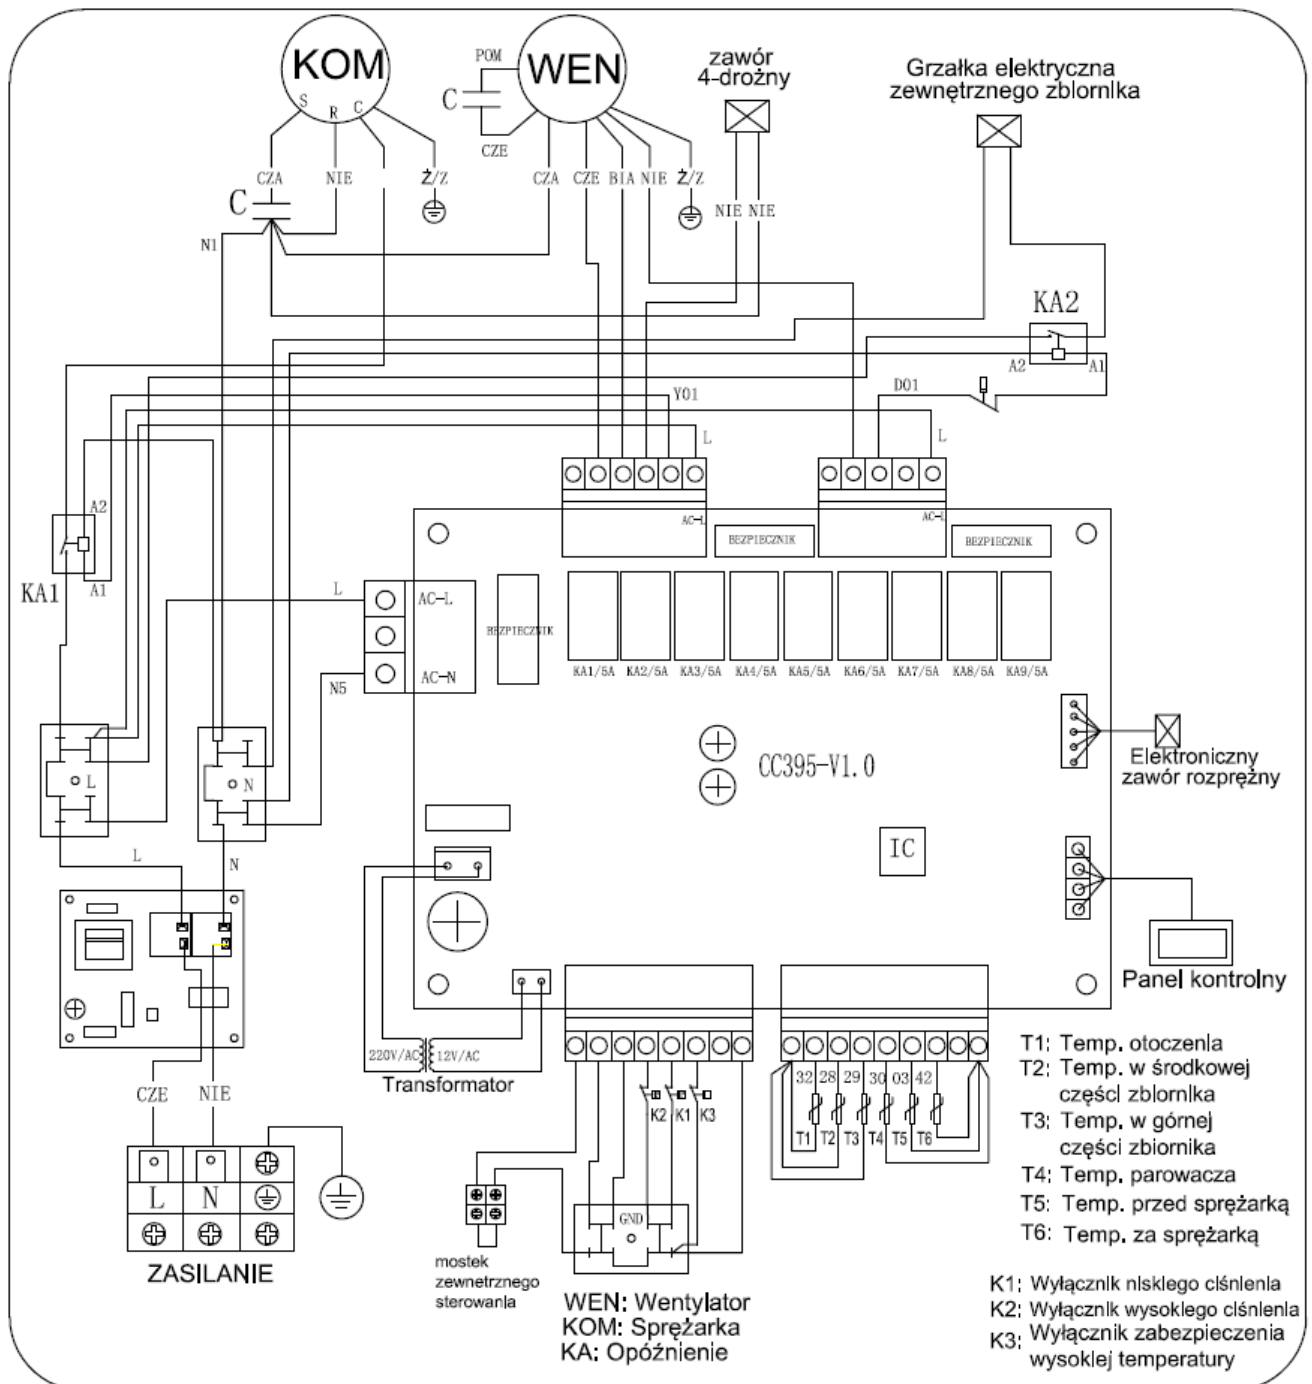 KOM
S
R
C
CZA
NIE
Ż/Z
C
N1
POM
C
WEN
CZE
CZA
CZE
BIA
NIE
Ż/Z
zawór
4-drożny
NIE
NIE
Grzałka elektryczna
zewnętrznego zbiornika
KA2
A2
A1
D01
Y01
L
L
A2
KA1
A1
AC-L
BEZPIECZNIK
AC-L
BEZPIECZNIK
L
AC-L
BEZPIECZNIK
N5
AC-N
KA1/5A
KA2/5A
KA3/5A
KA4/5A
KA5/5A
KA6/5A
KA7/5A
KA8/5A
KA9/5A
CC395-V1.0
Elektroniczny
zawór rozprężny
L
N
IC
L
N
Panel kontrolny
220V/AC
12V/AC
Transformator
CZE
NIE
K2
K1
K3
32
28
29
30
03
42
T1
T2
T3
T4
T5
T6
T1: Temp. otoczenia
T2: Temp. w środkowej
części zbiornika
T3: Temp. w górnej
części zbiornika
T4: Temp. parowacza
T5: Temp. przed sprężarką
T6: Temp. za sprężarką
L
N
ZASILANIE
GND
mostek
zewnetrznego
sterowania
WEN: Wentylator
KOM: Sprężarka
KA: Opóźnienie
K1: Wyłącznik niskiego ciśnienia
K2: Wyłącznik wysokiego ciśnienia
K3: Wyłącznik zabezpieczenia
wysokiej temperatury